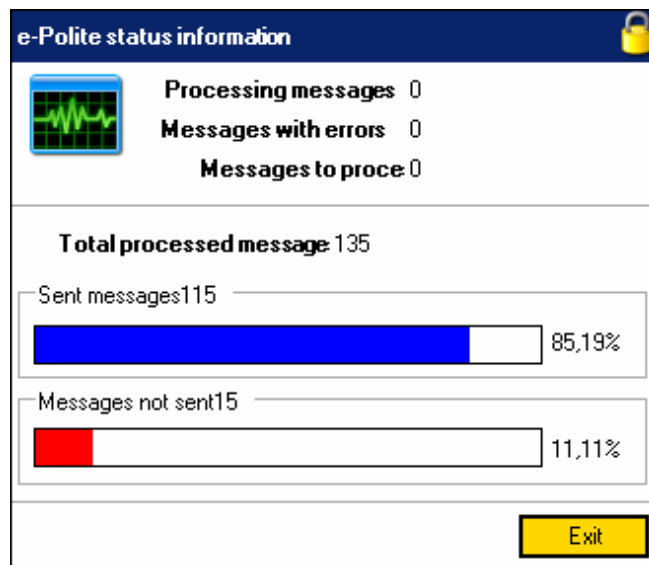 e-Polite status information
Processing messages 0
Messages with errors 0
Messages to proce 0
Total processed message 135
Sent messages115
85,19%
Messages not sent15
11,11%
Exit